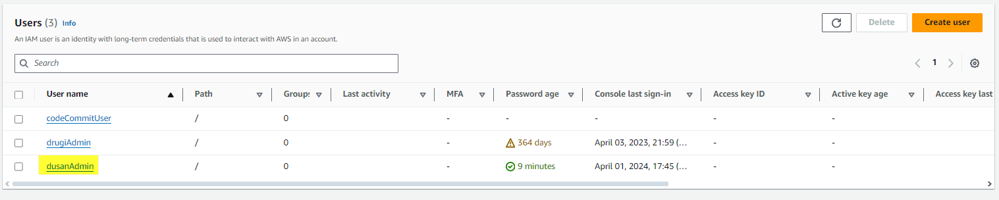 Users (3) Info
Delete
Create user
An IAM user is an identity with long-term credentials that is used to interact with AWS in an account.
Search
1
User name Path Groups Last activity MFA Password age Console last sign-in Access key ID Active key age Access key last
codeCommitUser / 0 - - - - -
drugiAdmin / 0 - 364 days April 03, 2023, 21:59 (... - -
dusanAdmin / 0 - 9 minutes April 01, 2024, 17:45 (... - -